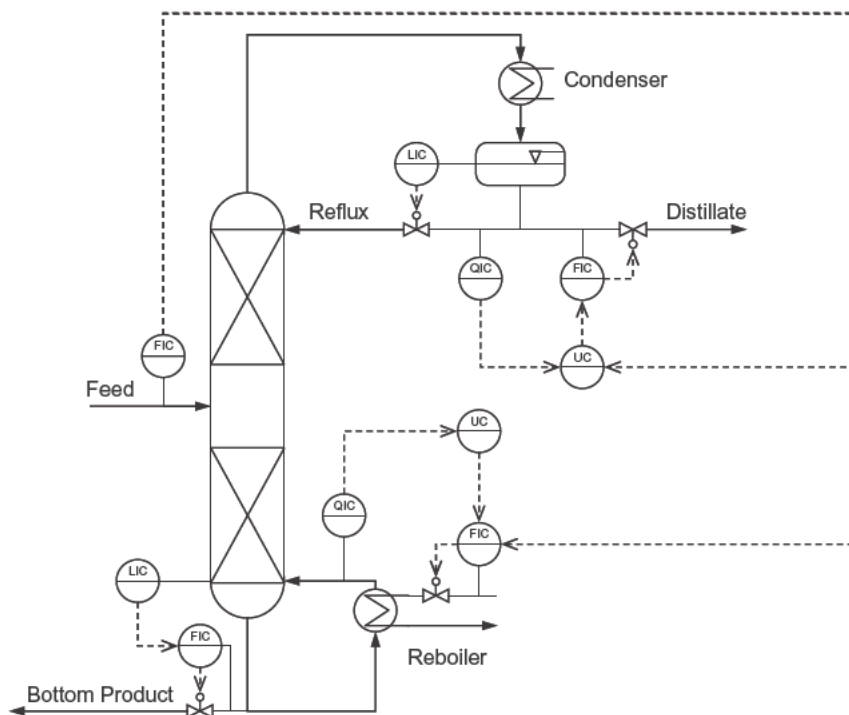 Condenser
LIC
Reflux
Distillate
QIC
FIC
FIC
UC
Feed
UC
QIC
FIC
LIC
FIC
Reboiler
Bottom Product